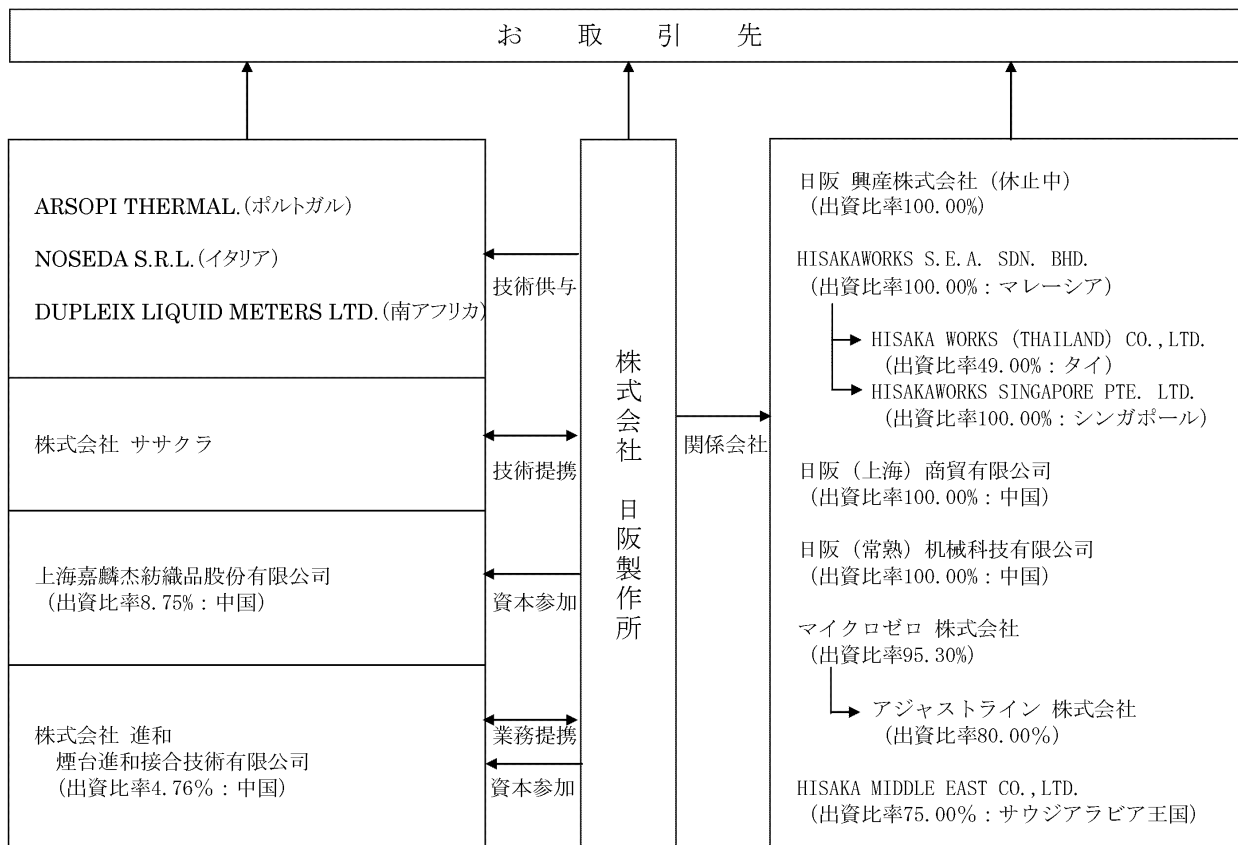 お取引先
ARSOPI THERMAL.(ポルトガル)
NOSEDA S.R.L.(イタリア)
DUPLEIX LIQUID METERS LTD.(南アフリカ)
技術供与
株式会社 ササクラ
技術提携
上海嘉麟杰紡織品股份有限公司
(出資比率8.75%:中国)
資本参加
株式会社 進和
煙台進和接合技術有限公司
(出資比率4.76%:中国)
業務提携
資本参加
株式会社 日阪製作所
関係会社
日阪 興産株式会社 (休止中)
(出資比率100.00%)
HISAKAWORKS S.E.A. SDN. BHD.
(出資比率100.00%:マレーシア)
HISAKA WORKS (THAILAND) CO.,LTD.
(出資比率49.00%:タイ)
HISAKAWORKS SINGAPORE PTE. LTD.
(出資比率100.00%:シンガポール)
日阪(上海)商貿有限公司
(出資比率100.00%:中国)
日阪(常熟)机械科技有限公司
(出資比率100.00%:中国)
マイクロゼロ 株式会社
(出資比率95.30%)
アジャストライン 株式会社
(出資比率80.00%)
HISAKA MIDDLE EAST CO.,LTD.
(出資比率75.00%:サウジアラビア王国)